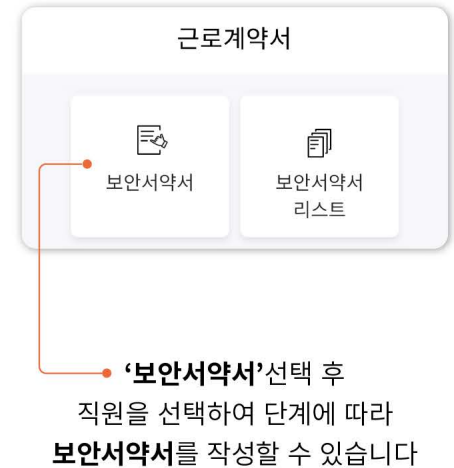 근로계약서
보안서약서
보안서약서
리스트
‘보안서약서’선택 후
직원을 선택하여 단계에 따라
보안서약서를 작성할 수 있습니다